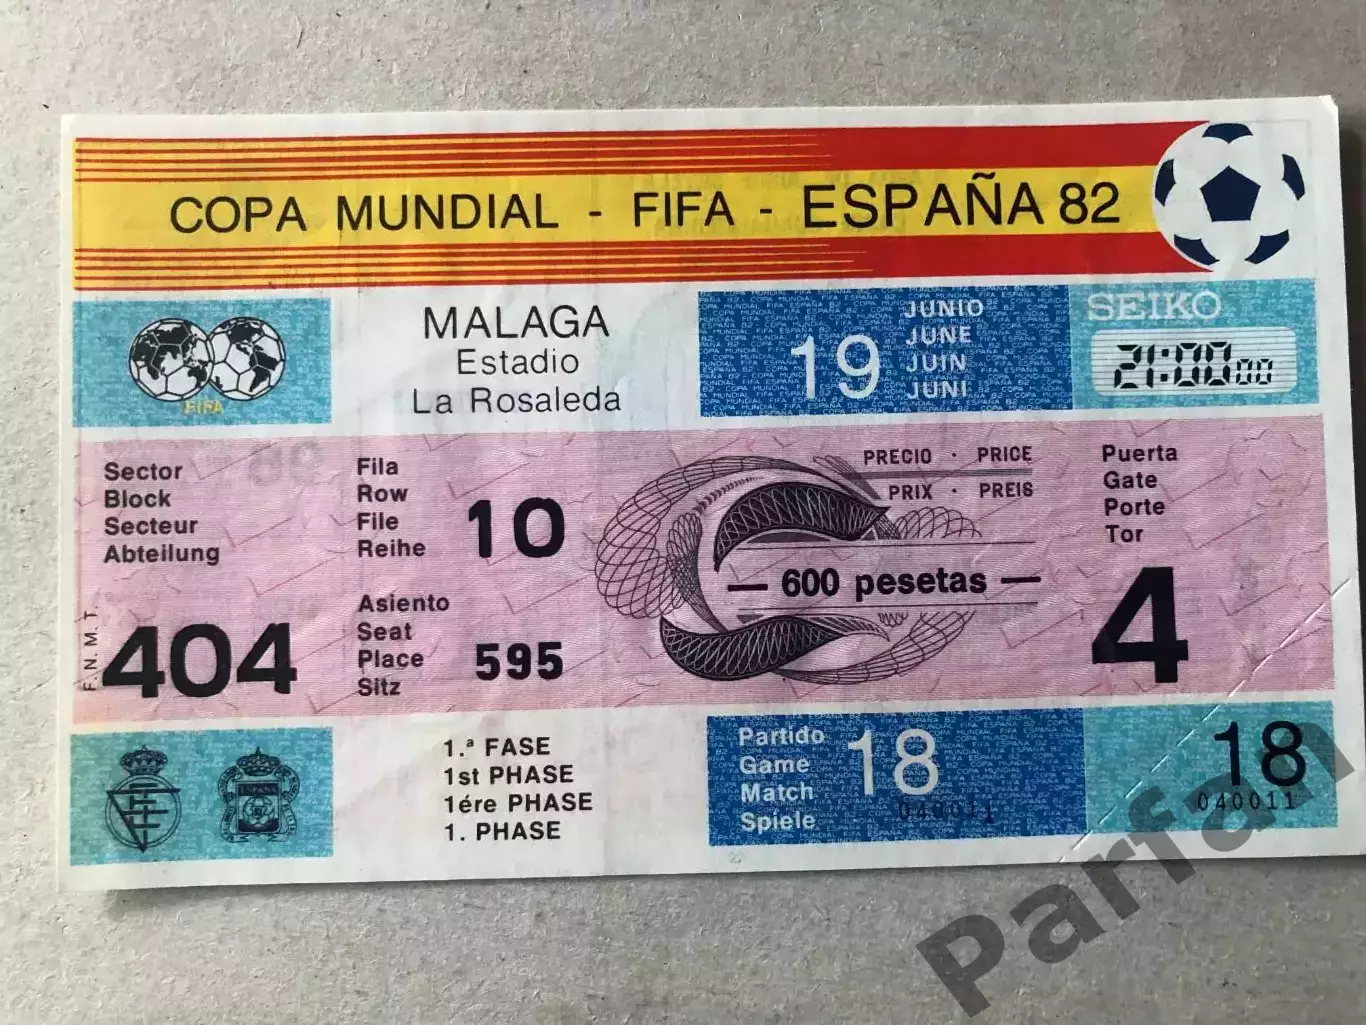 COPA MUNDIAL - FIFA - ESPAÑA 82
FIFA
MALAGA
Estadio
La Rosaleda
19
JUNIO
JUNE
JUIN
JUNI
SEIKO
21:00 00
Sector
Block
Secteur
Abteilung
404
F. N. M. T.
Fila
Row
File
Reihe
10
Asiento
Seat
Place
Sitz
595
PRECIO · PRICE
PRIX · PREIS
— 600 pesetas —
Puerta
Gate
Porte
Tor
4
ESPAÑA
1.ª FASE
1st PHASE
1ére PHASE
1. PHASE
Partido
Game
Match
Spiele
18
040011
18
040011
Parfan